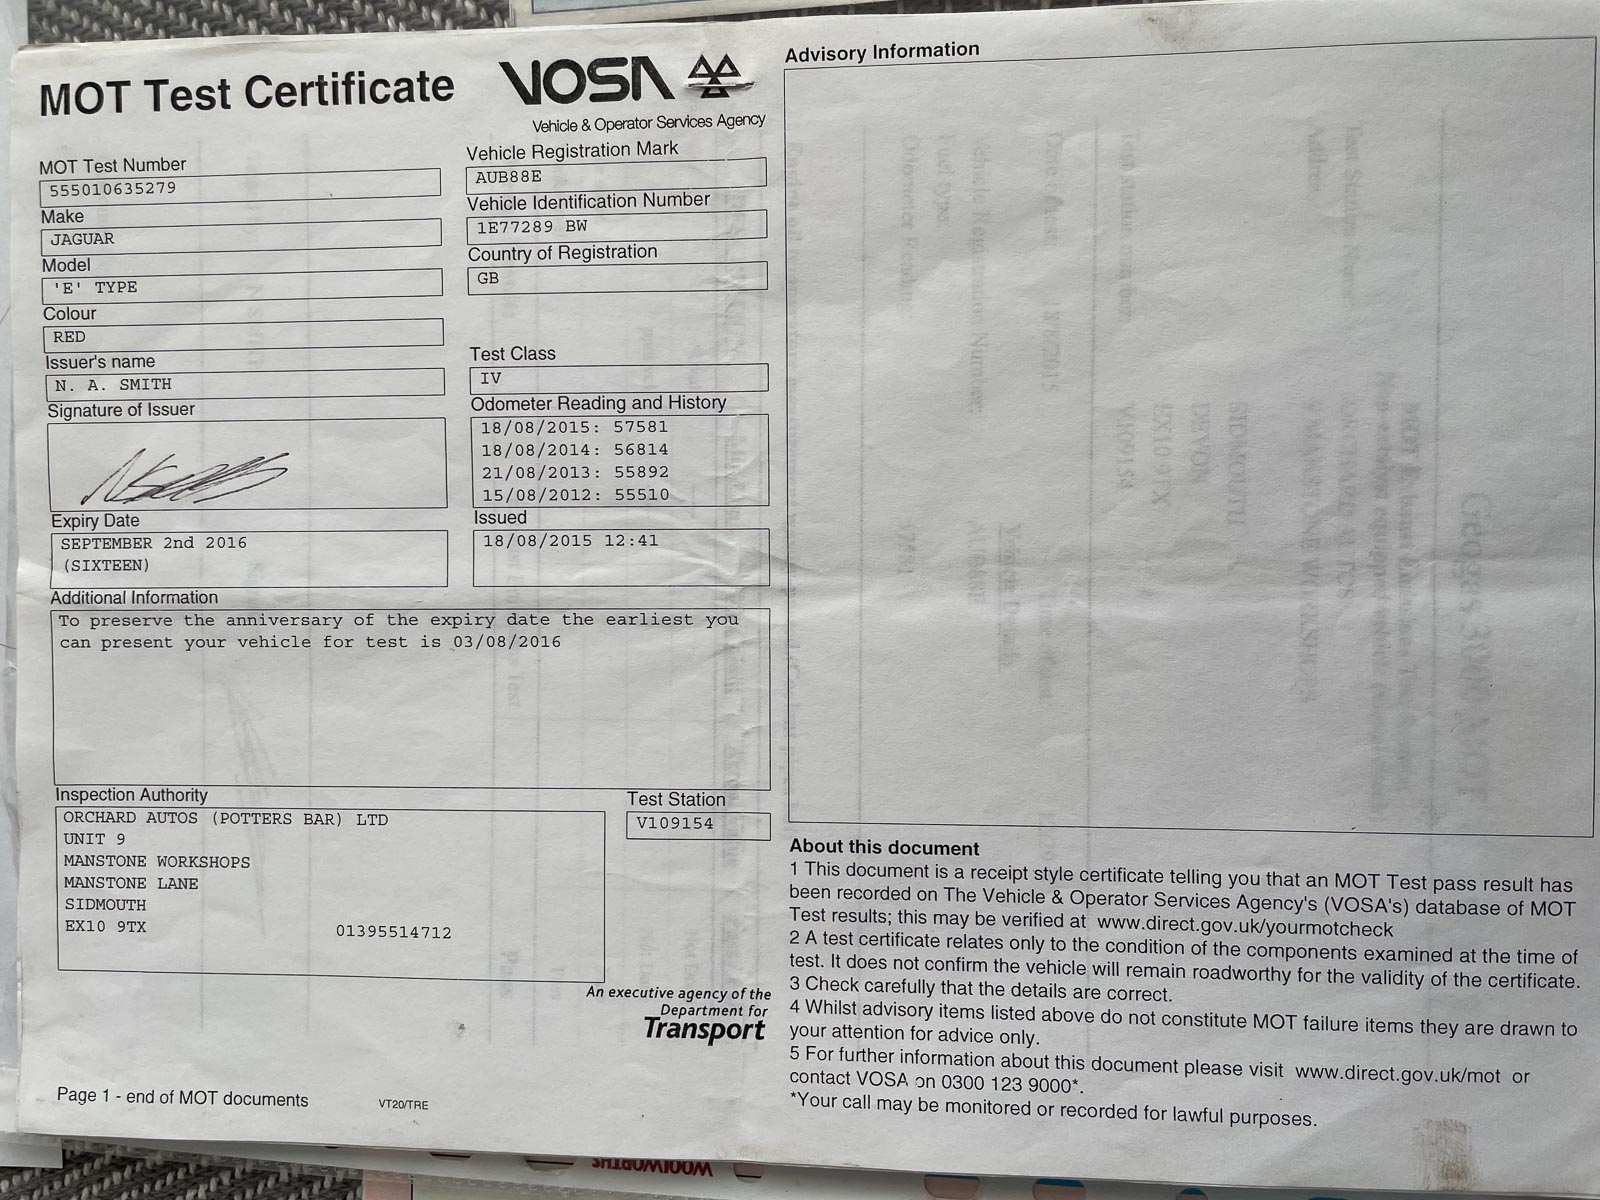 MOT Test Certificate
VOSA
Vehicle & Operator Services Agency
MOT Test Number
555010635279
Make
JAGUAR
Model
'E' TYPE
Colour
RED
Issuer's name
N. A. SMITH
Signature of Issuer
Expiry Date
SEPTEMBER 2nd 2016
(SIXTEEN)
Vehicle Registration Mark
AUB88E
Vehicle Identification Number
1E77289 BW
Country of Registration
GB
Test Class
IV
Odometer Reading and History
18/08/2015: 57581
18/08/2014: 56814
21/08/2013: 55892
15/08/2012: 55510
Issued
18/08/2015 12:41
Additional Information
To preserve the anniversary of the expiry date the earliest you
can present your vehicle for test is 03/08/2016
Inspection Authority
ORCHARD AUTOS (POTTERS BAR) LTD
UNIT 9
MANSTONE WORKSHOPS
MANSTONE LANE
SIDMOUTH
EX10 9TX 01395514712
Test Station
V109154
An executive agency of the
Department for
Transport
Page 1 - end of MOT documents
VT20/TRE
Advisory Information
About this document
1 This document is a receipt style certificate telling you that an MOT Test pass result has
been recorded on The Vehicle & Operator Services Agency's (VOSA's) database of MOT
Test results; this may be verified at www.direct.gov.uk/yourmotcheck
2 A test certificate relates only to the condition of the components examined at the time of
test. It does not confirm the vehicle will remain roadworthy for the validity of the certificate.
3 Check carefully that the details are correct.
4 Whilst advisory items listed above do not constitute MOT failure items they are drawn to
your attention for advice only.
5 For further information about this document please visit www.direct.gov.uk/mot or
contact VOSA on 0300 123 9000*.
*Your call may be monitored or recorded for lawful purposes.
WOOLWORTHS